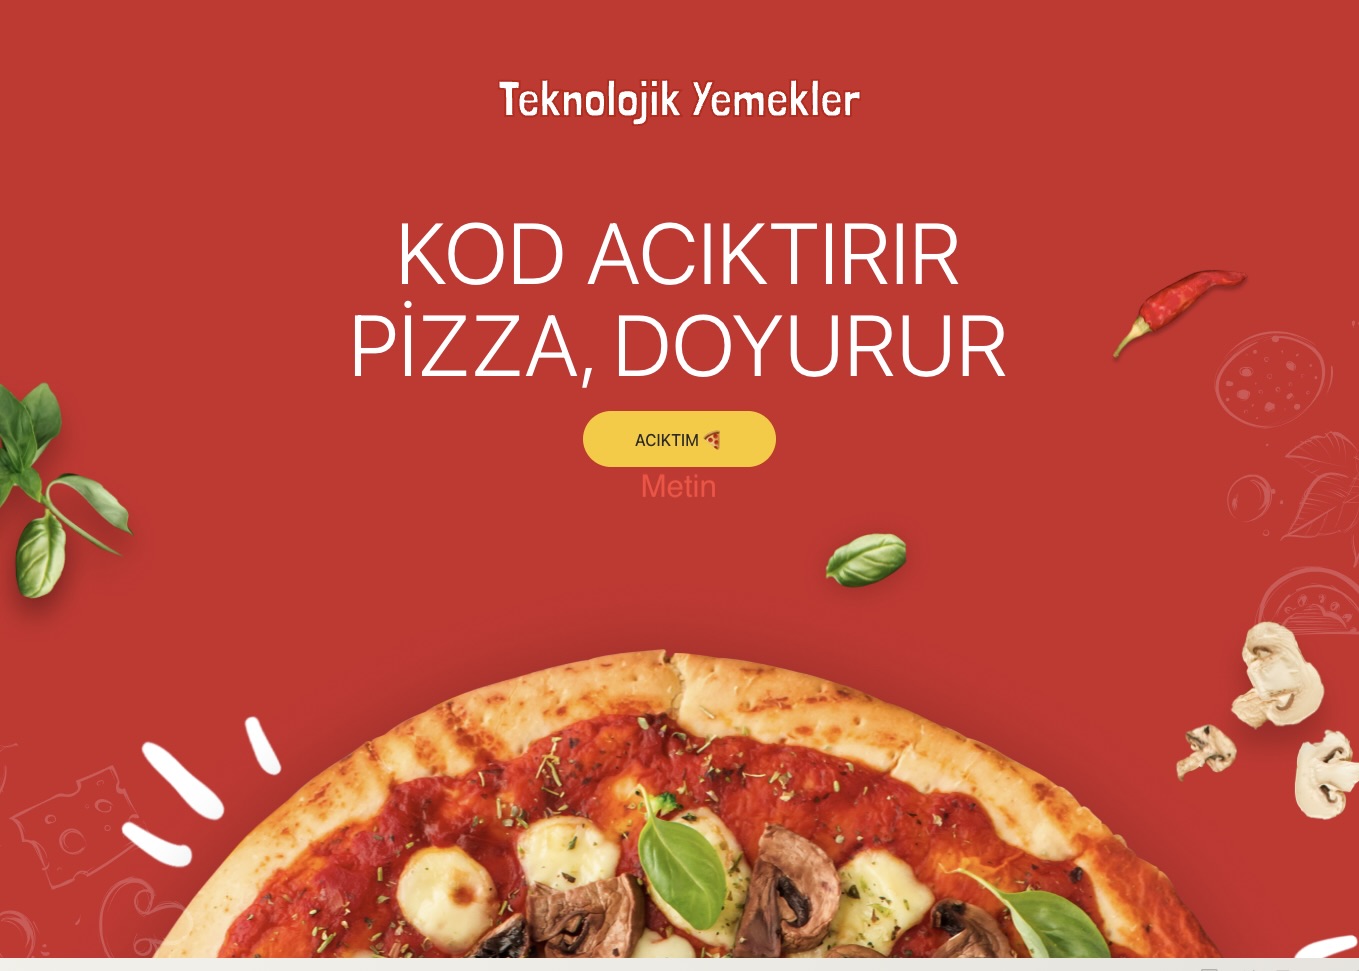 Teknolojik Yemekler
KOD ACIKTIRIR
PİZZA, DOYURUR
ACIKTIM 🍕
Metin